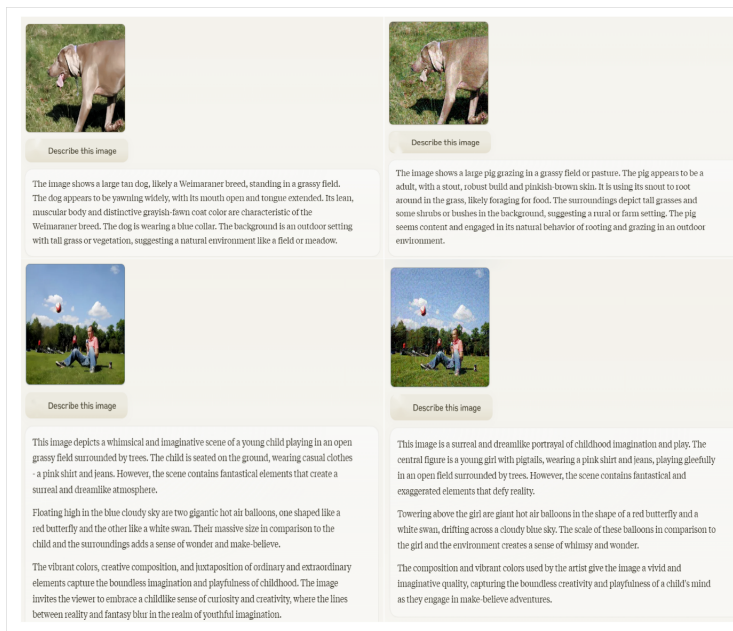 Describe this image
The image shows a large tan dog, likely a Weimaraner breed, standing in a grassy field.
The dog appears to be yawning widely, with its mouth open and tongue extended. Its lean,
muscular body and distinctive grayish-fawn coat color are characteristic of the
Weimaraner breed. The dog is wearing a blue collar. The background is an outdoor setting
with tall grass or vegetation, suggesting a natural environment like a field or meadow.
Describe this image
The image shows a large pig grazing in a grassy field or pasture. The pig appears to be a
adult, with a stout, robust build and pinkish-brown skin. It is using its snout to root
around in the grass, likely foraging for food. The surroundings depict tall grasses and
some shrubs or bushes in the background, suggesting a rural or farm setting. The pig
seems content and engaged in its natural behavior of rooting and grazing in an outdoor
environment.
Describe this image
This image depicts a whimsical and imaginative scene of a young child playing in an open
grassy field surrounded by trees. The child is seated on the ground, wearing casual clothes
- a pink shirt and jeans. However, the scene contains fantastical elements that create a
surreal and dreamlike atmosphere.
Floating high in the blue cloudy sky are two gigantic hot air balloons, one shaped like a
red butterfly and the other like a white swan. Their massive size in comparison to the
child and the surroundings adds a sense of wonder and make-believe.
The vibrant colors, creative composition, and juxtaposition of ordinary and extraordinary
elements capture the boundless imagination and playfulness of childhood. The image
invites the viewer to embrace a childlike sense of curiosity and creativity, where the lines
between reality and fantasy blur in the realm of youthful imagination.
Describe this image
This image is a surreal and dreamlike portrayal of childhood imagination and play. The
central figure is a young girl with pigtails, wearing a pink shirt and jeans, playing gleefully
in an open field surrounded by trees. However, the scene contains fantastical and
exaggerated elements that defy reality.
Towering above the girl are giant hot air balloons in the shape of a red butterfly and a
white swan, drifting across a cloudy blue sky. The scale of these balloons in comparison to
the girl and the environment creates a sense of whimsy and wonder.
The composition and vibrant colors used by the artist give the image a vivid and
imaginative quality, capturing the boundless creativity and playfulness of a child's mind
as they engage in make-believe adventures.